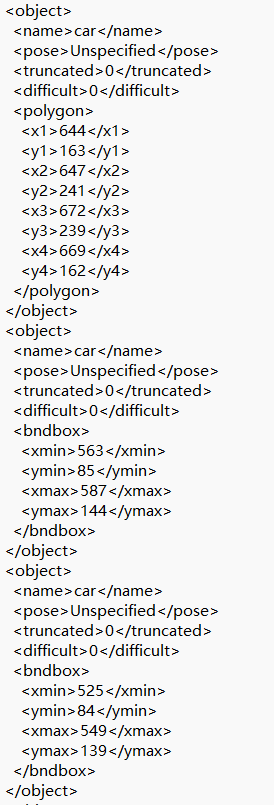 <object>
<name>car</name>
<pose>Unspecified</pose>
<truncated>0</truncated>
<difficult>0</difficult>
<polygon>
<x1>644</x1>
<y1>163</y1>
<x2>647</x2>
<y2>241</y2>
<x3>672</x3>
<y3>239</y3>
<x4>669</x4>
<y4>162</y4>
</polygon>
</object>
<object>
<name>car</name>
<pose>Unspecified</pose>
<truncated>0</truncated>
<difficult>0</difficult>
<bndbox>
<xmin>563</xmin>
<ymin>85</ymin>
<xmax>587</xmax>
<ymax>144</ymax>
</bndbox>
</object>
<object>
<name>car</name>
<pose>Unspecified</pose>
<truncated>0</truncated>
<difficult>0</difficult>
<bndbox>
<xmin>525</xmin>
<ymin>84</ymin>
<xmax>549</xmax>
<ymax>139</ymax>
</bndbox>
</object>